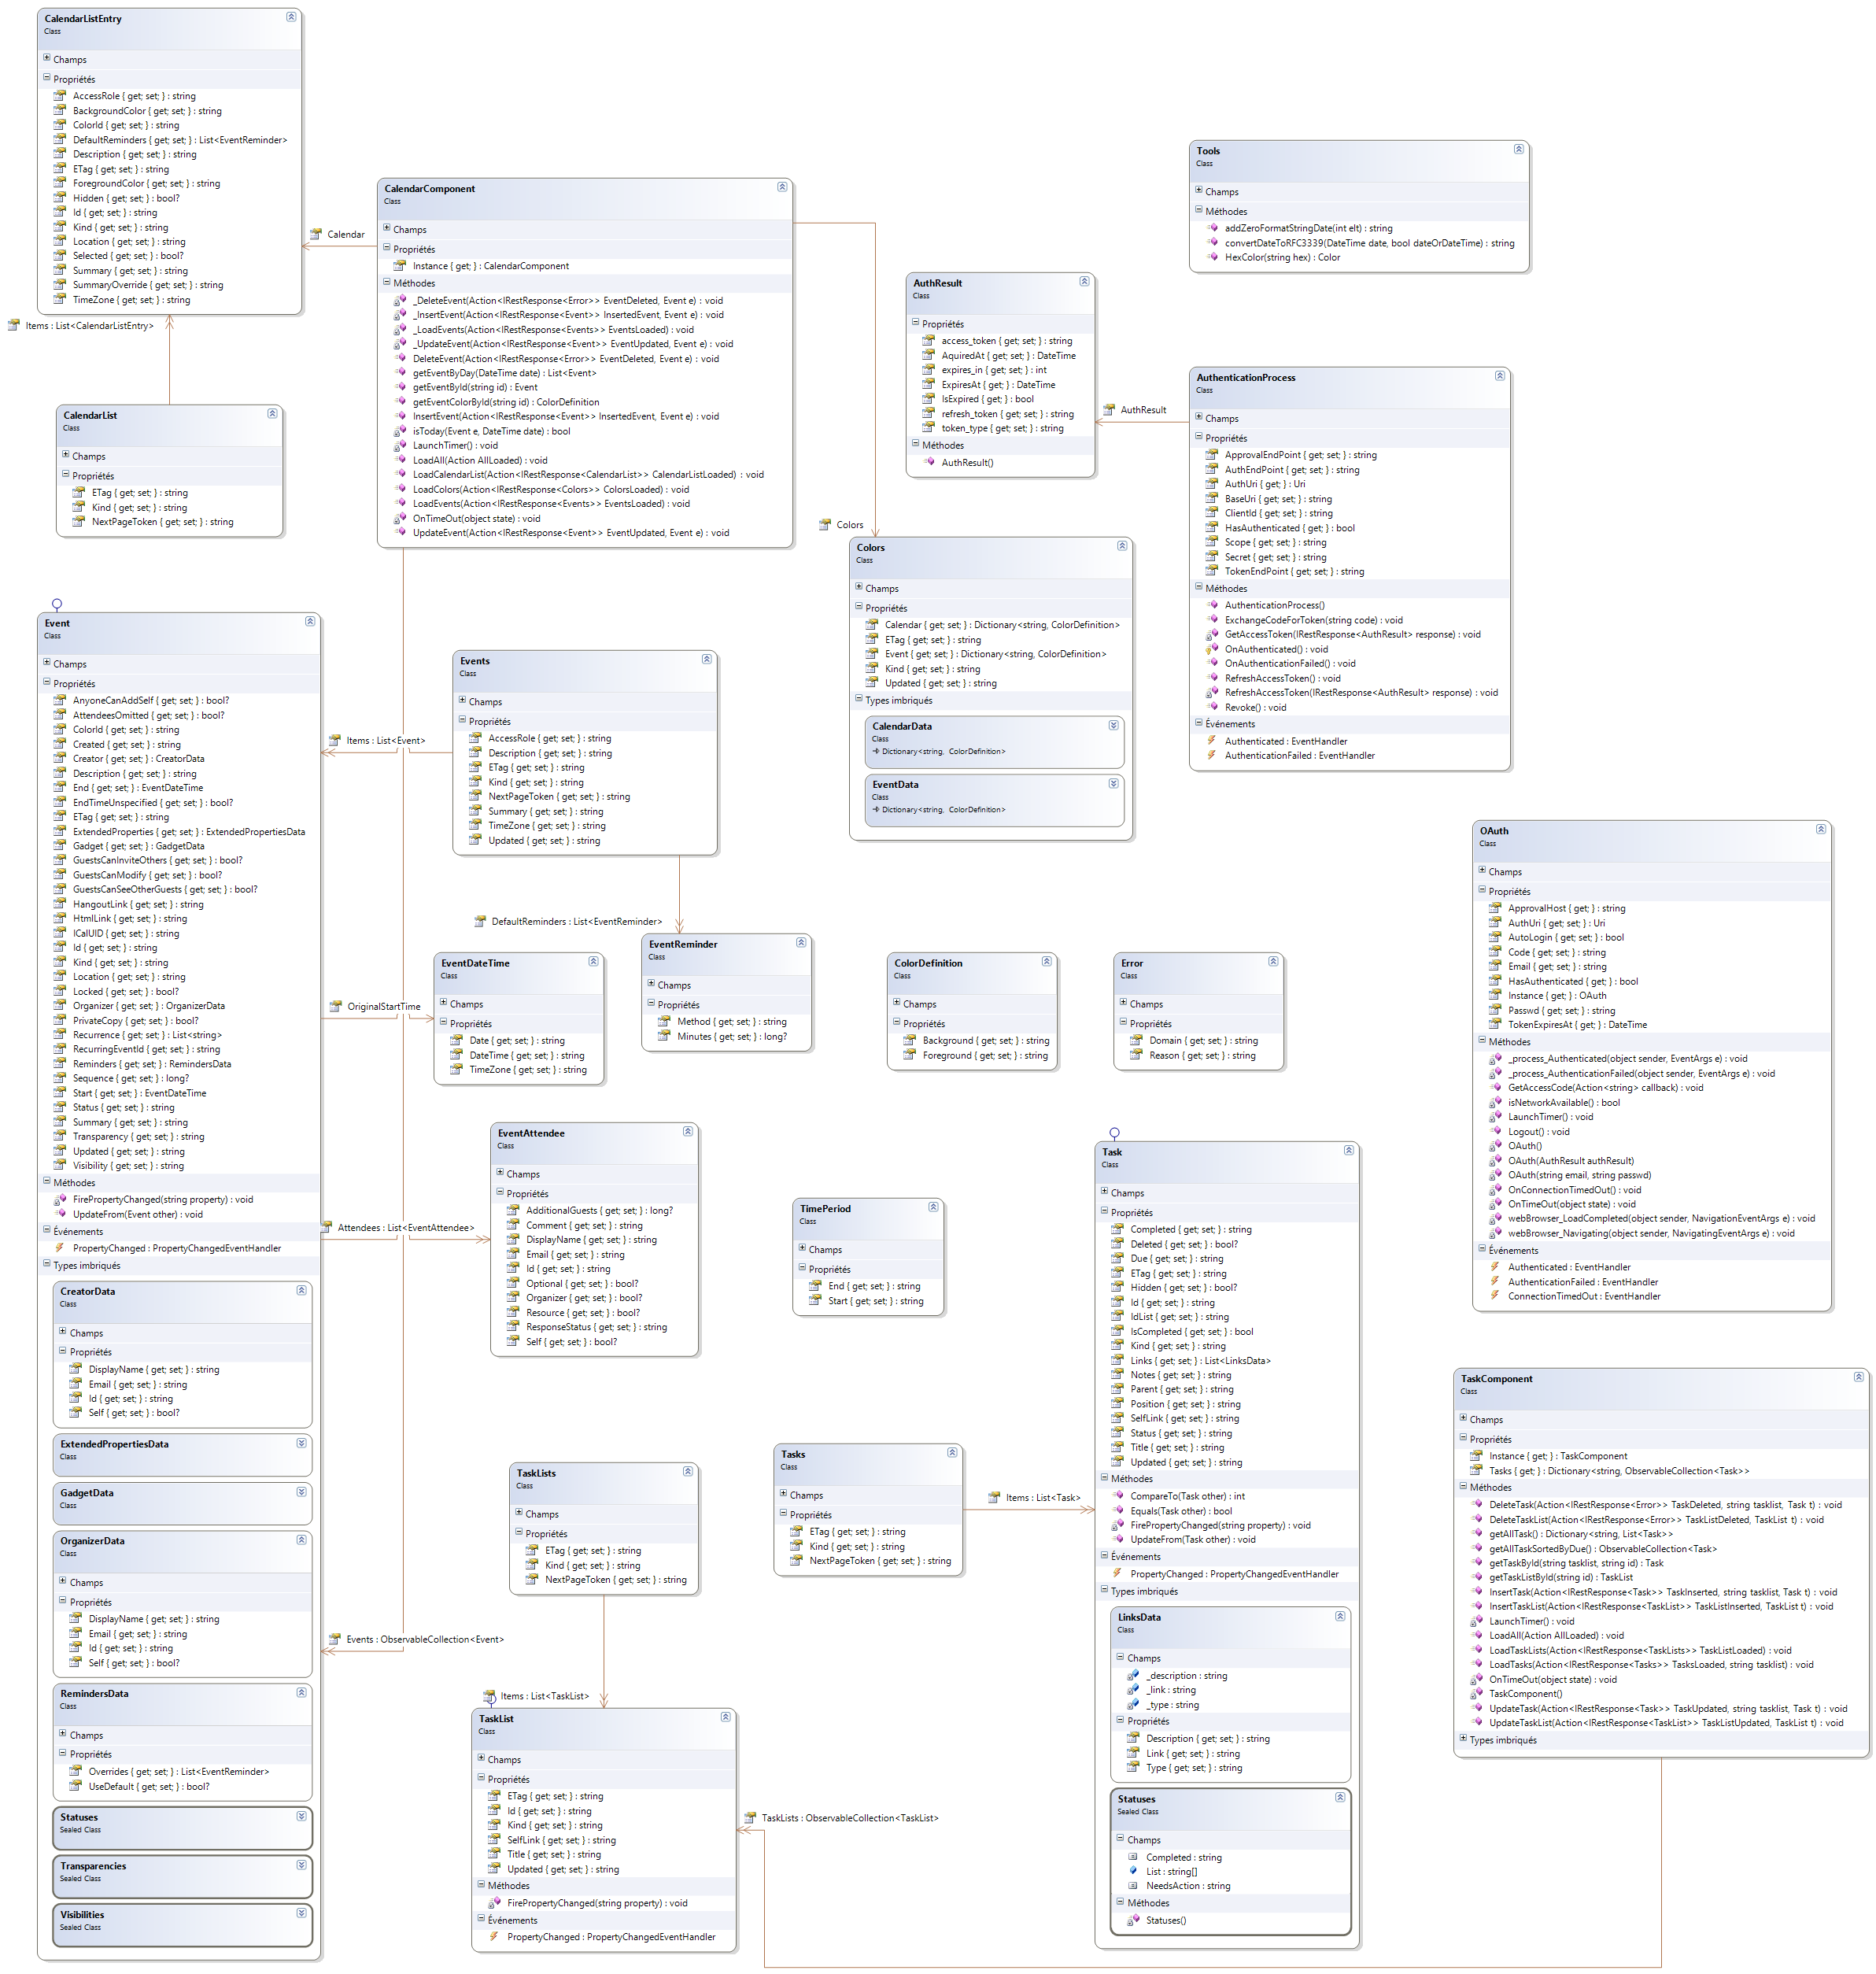 CalendarListEntry
Class
Champs
Propriétés
AccessRole { get; set; } : string
BackgroundColor { get; set; } : string
ColorId { get; set; } : string
DefaultReminders { get; set; } : List<EventReminder>
Description { get; set; } : string
ETag { get; set; } : string
ForegroundColor { get; set; } : string
Hidden { get; set; } : bool?
Id { get; set; } : string
Kind { get; set; } : string
Location { get; set; } : string
Selected { get; set; } : bool?
Summary { get; set; } : string
SummaryOverride { get; set; } : string
TimeZone { get; set; } : string
Items : List<CalendarListEntry>
Calendar
CalendarList
Class
Champs
Propriétés
ETag { get; set; } : string
Kind { get; set; } : string
NextPageToken { get; set; } : string
CalendarComponent
Class
Champs
Propriétés
Instance { get; } : CalendarComponent
Méthodes
_DeleteEvent(Action<IRestResponse<Error>> EventDeleted, Event e) : void
_InsertEvent(Action<IRestResponse<Event>> InsertedEvent, Event e) : void
_LoadEvents(Action<IRestResponse<Events>> EventsLoaded) : void
_UpdateEvent(Action<IRestResponse<Event>> EventUpdated, Event e) : void
DeleteEvent(Action<IRestResponse<Error>> EventDeleted, Event e) : void
getEventByDay(DateTime date) : List<Event>
getEventById(string id) : Event
getEventColorById(string id) : ColorDefinition
InsertEvent(Action<IRestResponse<Event>> InsertedEvent, Event e) : void
isToday(Event e, DateTime date) : bool
LaunchTimer() : void
LoadAll(Action AllLoaded) : void
LoadCalendarList(Action<IRestResponse<CalendarList>> CalendarListLoaded) : void
LoadColors(Action<IRestResponse<Colors>> ColorsLoaded) : void
LoadEvents(Action<IRestResponse<Events>> EventsLoaded) : void
OnTimeOut(object state) : void
UpdateEvent(Action<IRestResponse<Event>> EventUpdated, Event e) : void
Tools
Class
Champs
Méthodes
addZeroFormatStringDate(int elt) : string
convertDateToRFC3339(DateTime date, bool dateOrDateTime) : string
HexColor(string hex) : Color
AuthResult
Class
Propriétés
access_token { get; set; } : string
AquiredAt { get; set; } : DateTime
expires_in { get; set; } : int
ExpiresAt { get; } : DateTime
IsExpired { get; } : bool
refresh_token { get; set; } : string
token_type { get; set; } : string
Méthodes
AuthResult()
AuthResult
AuthenticationProcess
Class
Champs
Propriétés
ApprovalEndPoint { get; set; } : string
AuthEndPoint { get; set; } : string
AuthUri { get; } : Uri
BaseUri { get; set; } : string
ClientId { get; set; } : string
HasAuthenticated { get; } : bool
Scope { get; set; } : string
Secret { get; set; } : string
TokenEndPoint { get; set; } : string
Méthodes
AuthenticationProcess()
ExchangeCodeForToken(string code) : void
GetAccessToken(IRestResponse<AuthResult> response) : void
OnAuthenticated() : void
OnAuthenticationFailed() : void
RefreshAccessToken() : void
RefreshAccessToken(IRestResponse<AuthResult> response) : void
Revoke() : void
Événements
Authenticated : EventHandler
AuthenticationFailed : EventHandler
Colors
Colors
Class
Champs
Propriétés
Calendar { get; set; } : Dictionary<string, ColorDefinition>
ETag { get; set; } : string
Event { get; set; } : Dictionary<string, ColorDefinition>
Kind { get; set; } : string
Updated { get; set; } : string
Types imbriqués
CalendarData
Class
Dictionary<string, ColorDefinition>
EventData
Class
Dictionary<string, ColorDefinition>
Event
Class
Champs
Propriétés
AnyoneCanAddSelf { get; set; } : bool?
AttendeesOmitted { get; set; } : bool?
ColorId { get; set; } : string
Created { get; set; } : string
Creator { get; set; } : CreatorData
Description { get; set; } : string
End { get; set; } : EventDateTime
EndTimeUnspecified { get; set; } : bool?
ETag { get; set; } : string
ExtendedProperties { get; set; } : ExtendedPropertiesData
Gadget { get; set; } : GadgetData
GuestsCanInviteOthers { get; set; } : bool?
GuestsCanModify { get; set; } : bool?
GuestsCanSeeOtherGuests { get; set; } : bool?
HangoutLink { get; set; } : string
HtmlLink { get; set; } : string
ICalUID { get; set; } : string
Id { get; set; } : string
Kind { get; set; } : string
Location { get; set; } : string
Locked { get; set; } : bool?
Organizer { get; set; } : OrganizerData
PrivateCopy { get; set; } : bool?
Recurrence { get; set; } : List<string>
RecurringEventId { get; set; } : string
Reminders { get; set; } : RemindersData
Sequence { get; set; } : long?
Start { get; set; } : EventDateTime
Status { get; set; } : string
Summary { get; set; } : string
Transparency { get; set; } : string
Updated { get; set; } : string
Visibility { get; set; } : string
Méthodes
FirePropertyChanged(string property) : void
UpdateFrom(Event other) : void
Événements
PropertyChanged : PropertyChangedEventHandler
Types imbriqués
CreatorData
Class
Champs
Propriétés
DisplayName { get; set; } : string
Email { get; set; } : string
Id { get; set; } : string
Self { get; set; } : bool?
ExtendedPropertiesData
Class
GadgetData
Class
OrganizerData
Class
Champs
Propriétés
DisplayName { get; set; } : string
Email { get; set; } : string
Id { get; set; } : string
Self { get; set; } : bool?
RemindersData
Class
Champs
Propriétés
Overrides { get; set; } : List<EventReminder>
UseDefault { get; set; } : bool?
Statuses
Sealed Class
Transparencies
Sealed Class
Visibilities
Sealed Class
Items : List<Event>
Events
Class
Champs
Propriétés
AccessRole { get; set; } : string
Description { get; set; } : string
ETag { get; set; } : string
Kind { get; set; } : string
NextPageToken { get; set; } : string
Summary { get; set; } : string
TimeZone { get; set; } : string
Updated { get; set; } : string
DefaultReminders : List<EventReminder>
EventReminder
Class
Champs
Propriétés
Method { get; set; } : string
Minutes { get; set; } : long?
OriginalStartTime
EventDateTime
Class
Champs
Propriétés
Date { get; set; } : string
DateTime { get; set; } : string
TimeZone { get; set; } : string
ColorDefinition
Class
Champs
Propriétés
Background { get; set; } : string
Foreground { get; set; } : string
Error
Class
Champs
Propriétés
Domain { get; set; } : string
Reason { get; set; } : string
OAuth
Class
Champs
Propriétés
ApprovalHost { get; } : string
AuthUri { get; set; } : Uri
AutoLogin { get; set; } : bool
Code { get; set; } : string
Email { get; set; } : string
HasAuthenticated { get; } : bool
Instance { get; } : OAuth
Passwd { get; set; } : string
TokenExpiresAt { get; } : DateTime
Méthodes
_process_Authenticated(object sender, EventArgs e) : void
_process_AuthenticationFailed(object sender, EventArgs e) : void
GetAccessCode(Action<string> callback) : void
isNetworkAvailable() : bool
LaunchTimer() : void
Logout() : void
OAuth()
OAuth(AuthResult authResult)
OAuth(string email, string passwd)
OnConnectionTimedOut() : void
OnTimeOut(object state) : void
webBrowser_LoadCompleted(object sender, NavigationEventArgs e) : void
webBrowser_Navigating(object sender, NavigatingEventArgs e) : void
Événements
Authenticated : EventHandler
AuthenticationFailed : EventHandler
ConnectionTimedOut : EventHandler
Attendees : List<EventAttendee>
EventAttendee
Class
Champs
Propriétés
AdditionalGuests { get; set; } : long?
Comment { get; set; } : string
DisplayName { get; set; } : string
Email { get; set; } : string
Id { get; set; } : string
Optional { get; set; } : bool?
Organizer { get; set; } : bool?
Resource { get; set; } : bool?
ResponseStatus { get; set; } : string
Self { get; set; } : bool?
TimePeriod
Class
Champs
Propriétés
End { get; set; } : string
Start { get; set; } : string
Task
Class
Champs
Propriétés
Completed { get; set; } : string
Deleted { get; set; } : bool?
Due { get; set; } : string
ETag { get; set; } : string
Hidden { get; set; } : bool?
Id { get; set; } : string
IdList { get; set; } : string
IsCompleted { get; set; } : bool
Kind { get; set; } : string
Links { get; set; } : List<LinksData>
Notes { get; set; } : string
Parent { get; set; } : string
Position { get; set; } : string
SelfLink { get; set; } : string
Status { get; set; } : string
Title { get; set; } : string
Updated { get; set; } : string
Méthodes
CompareTo(Task other) : int
Equals(Task other) : bool
FirePropertyChanged(string property) : void
UpdateFrom(Task other) : void
Événements
PropertyChanged : PropertyChangedEventHandler
Types imbriqués
LinksData
Class
Champs
_description : string
_link : string
_type : string
Propriétés
Description { get; set; } : string
Link { get; set; } : string
Type { get; set; } : string
Statuses
Sealed Class
Champs
Completed : string
List : string[]
NeedsAction : string
Méthodes
Statuses()
TaskComponent
Class
Champs
Propriétés
Instance { get; } : TaskComponent
Tasks { get; } : Dictionary<string, ObservableCollection<Task>>
Méthodes
DeleteTask(Action<IRestResponse<Error>> TaskDeleted, string tasklist, Task t) : void
DeleteTaskList(Action<IRestResponse<Error>> TaskListDeleted, TaskList t) : void
getAllTask() : Dictionary<string, List<Task>>
getAllTaskSortedByDue() : ObservableCollection<Task>
getTaskById(string tasklist, string id) : Task
getTaskListById(string id) : TaskList
InsertTask(Action<IRestResponse<Task>> TaskInserted, string tasklist, Task t) : void
InsertTaskList(Action<IRestResponse<TaskList>> TaskListInserted, TaskList t) : void
LaunchTimer() : void
LoadAll(Action AllLoaded) : void
LoadTaskLists(Action<IRestResponse<TaskLists>> TaskListLoaded) : void
LoadTasks(Action<IRestResponse<Tasks>> TasksLoaded, string tasklist) : void
OnTimeOut(object state) : void
TaskComponent()
UpdateTask(Action<IRestResponse<Task>> TaskUpdated, string tasklist, Task t) : void
UpdateTaskList(Action<IRestResponse<TaskList>> TaskListUpdated, TaskList t) : void
Types imbriqués
Tasks
Class
Champs
Propriétés
ETag { get; set; } : string
Kind { get; set; } : string
NextPageToken { get; set; } : string
Items : List<Task>
TaskLists
Class
Champs
Propriétés
ETag { get; set; } : string
Kind { get; set; } : string
NextPageToken { get; set; } : string
Events : ObservableCollection<Event>
Items : List<TaskList>
TaskList
Class
Champs
Propriétés
ETag { get; set; } : string
Id { get; set; } : string
Kind { get; set; } : string
SelfLink { get; set; } : string
Title { get; set; } : string
Updated { get; set; } : string
Méthodes
FirePropertyChanged(string property) : void
Événements
PropertyChanged : PropertyChangedEventHandler
TaskLists : ObservableCollection<TaskList>